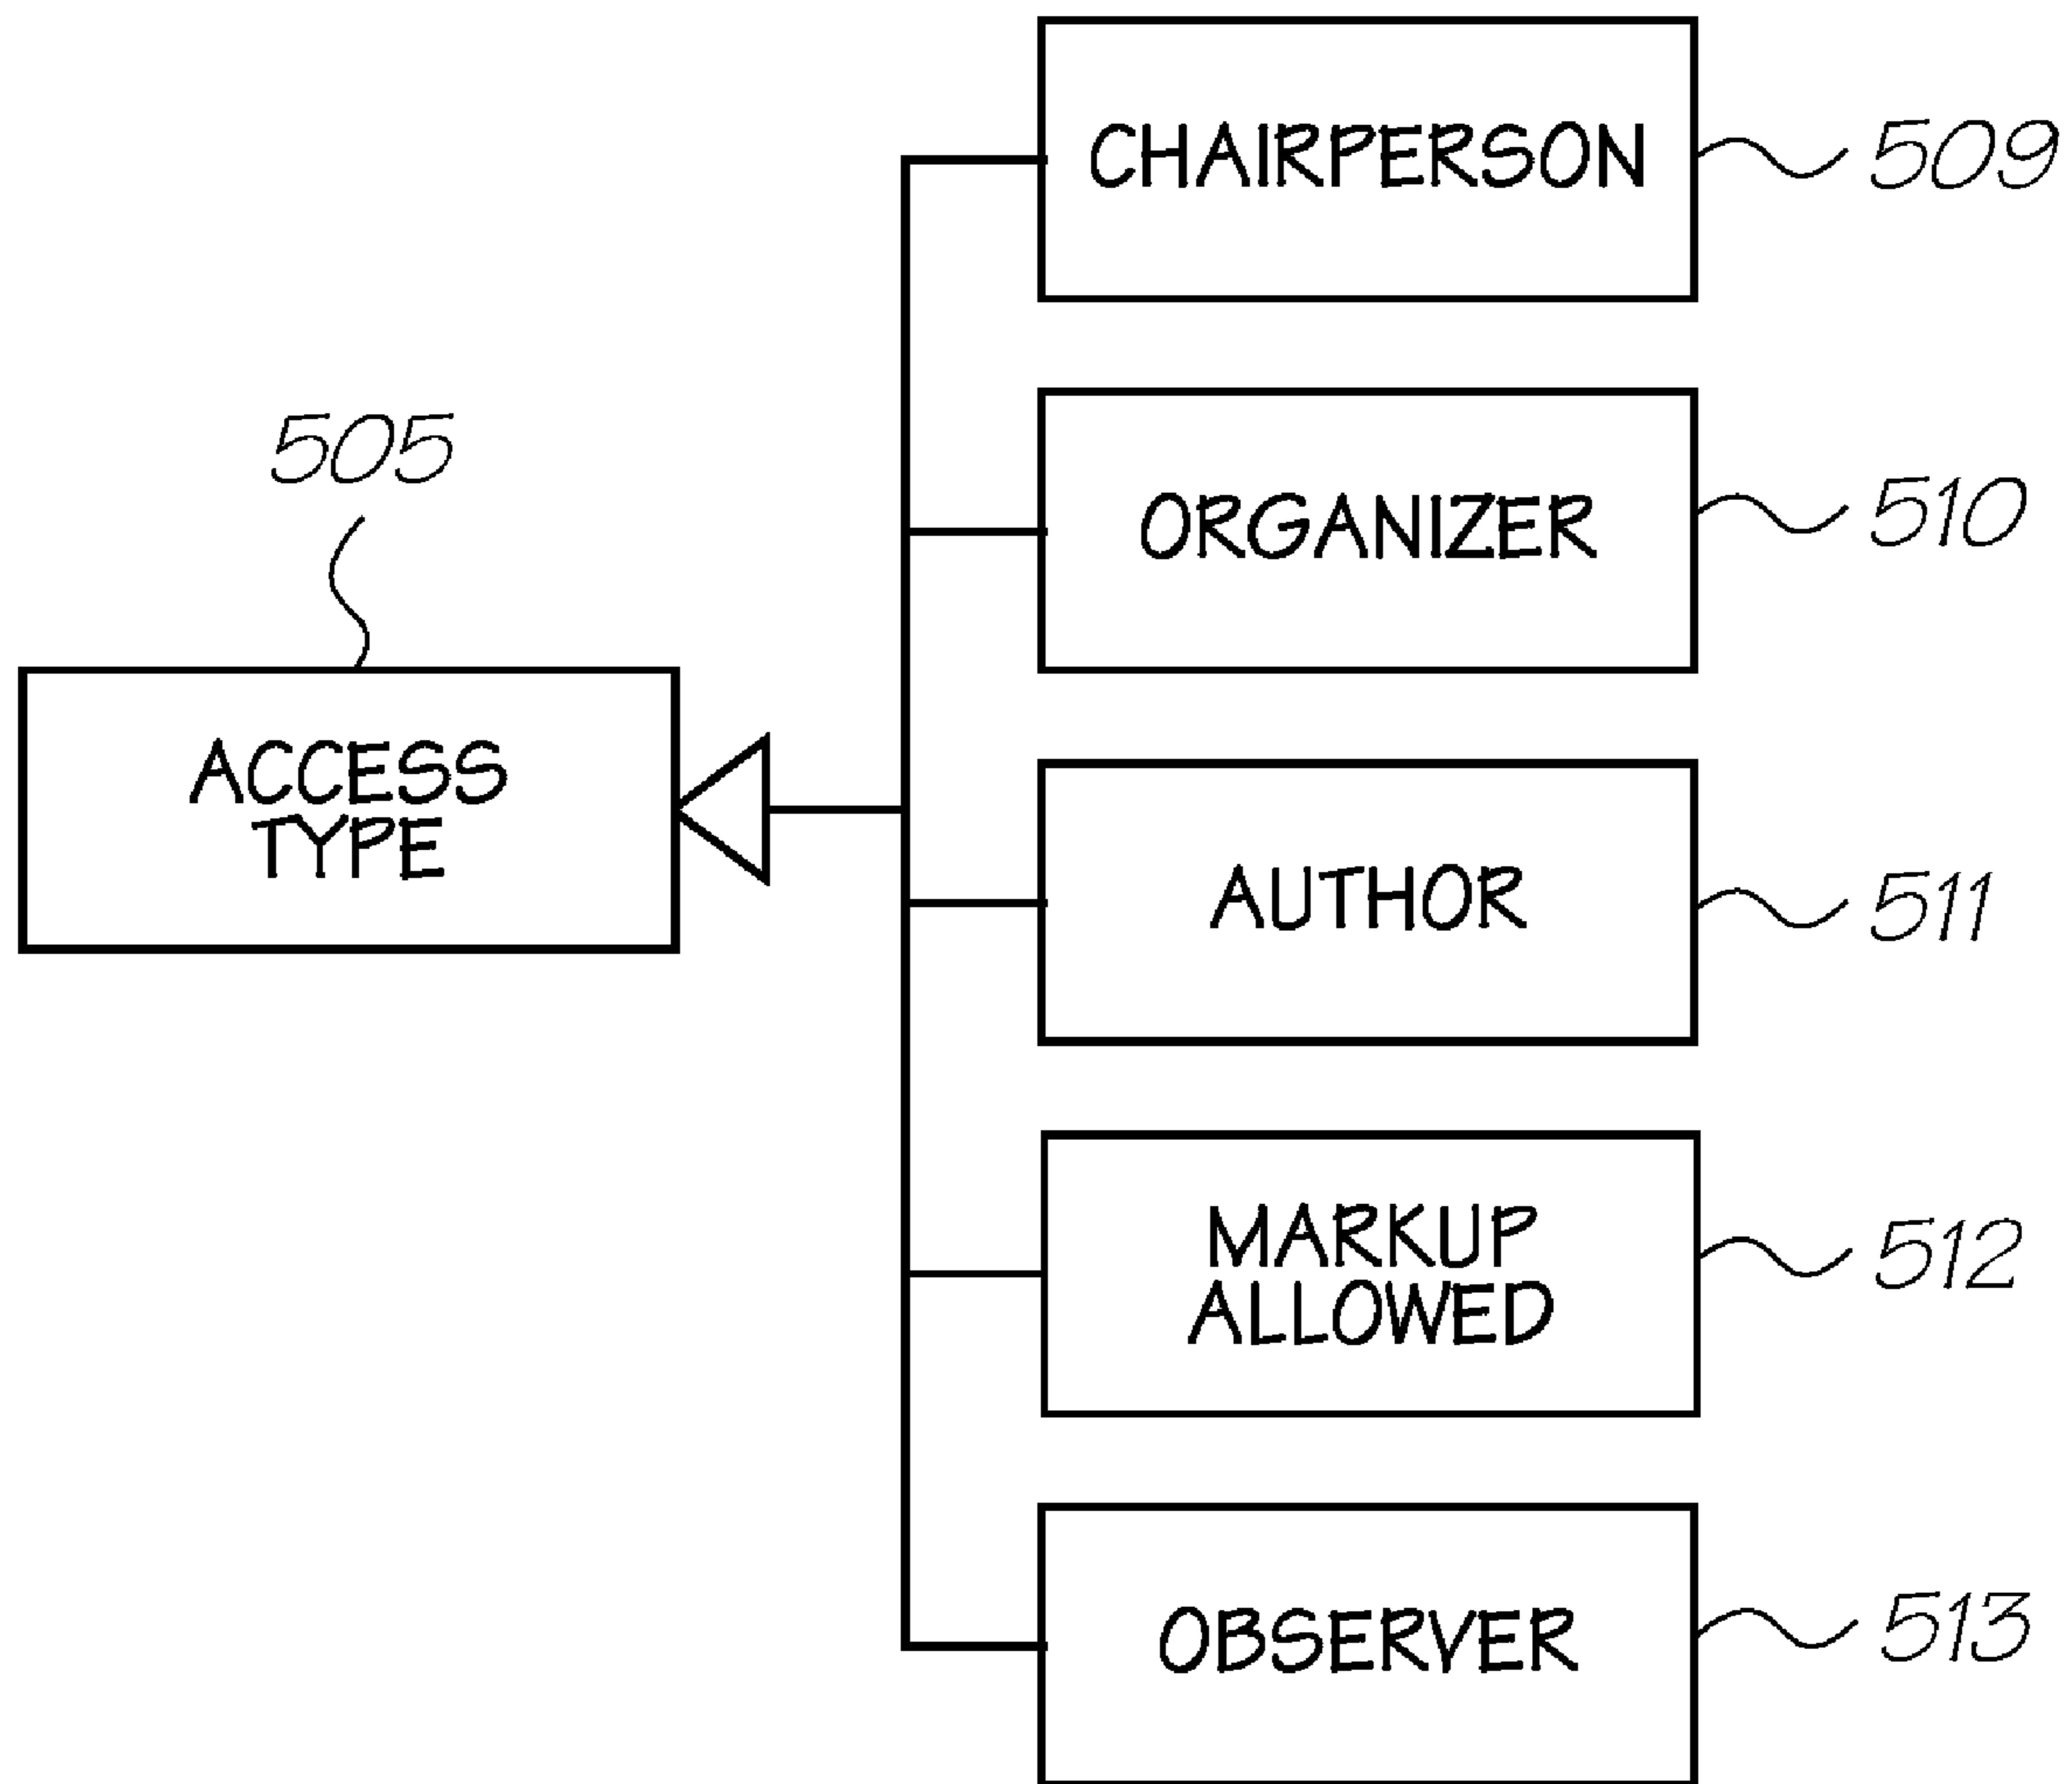 CHAIRPERSON
509
ORGANIZER
510
505
ACCESS
TYPE
AUTHOR
511
MARKUP
ALLOWED
512
OBSERVER
513